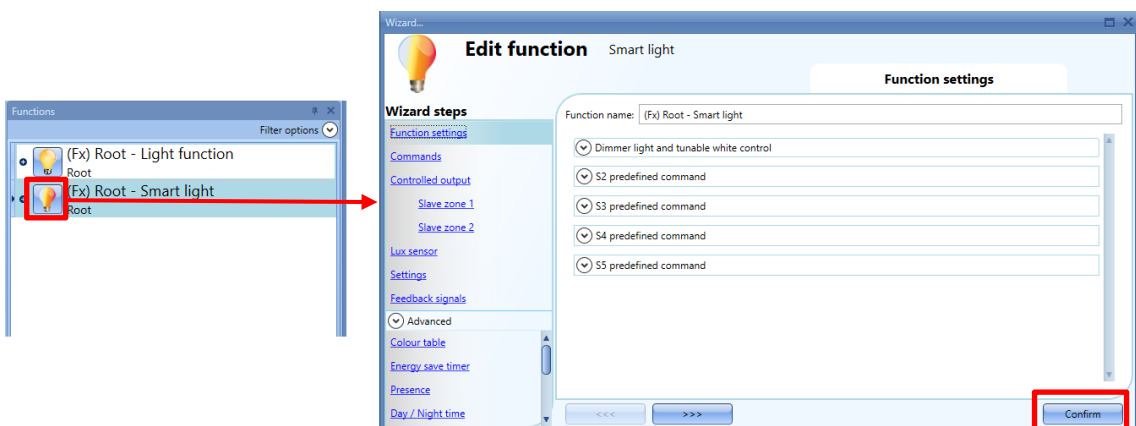 Functions
Filter options
(Fx) Root - Light function
Root
(Fx) Root - Smart light
Root
Wizard...
Edit function Smart light
Function settings
Wizard steps
Function settings
Commands
Controlled output
Slave zone 1
Slave zone 2
Lux sensor
Settings
Feedback signals
Advanced
Colour table
Energy save timer
Presence
Day / Night time
Function name: (Fx) Root - Smart light
Dimmer light and tunable white control
S2 predefined command
S3 predefined command
S4 predefined command
S5 predefined command
<<< >>> Confirm